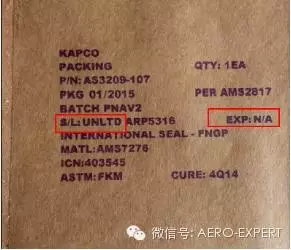 KAPCO
PACKING QTY: 1EA
P/N: AS3209-107
PKG 01/2015 PER AMS2817
BATCH PNAV2
S/L: UNLTD ARP5316 EXP: N/A
INTERNATIONAL SEAL - FNGP
MATL: AMS7276
ICN: 403545
ASTM: FKM CURE: 4Q14
微信号: AERO-EXPERT